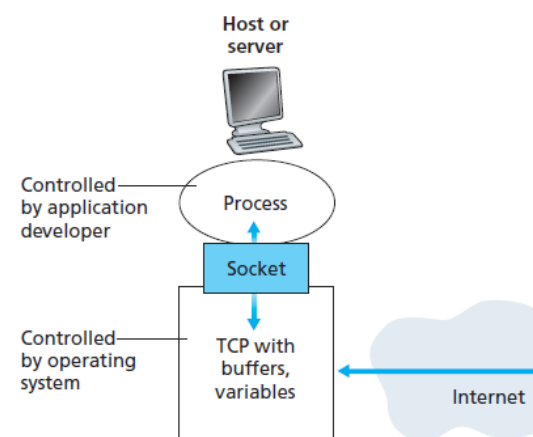 Host or
server
Controlled
by application
developer
Process
Socket
Controlled
by operating
system
TCP with
buffers,
variables
Internet